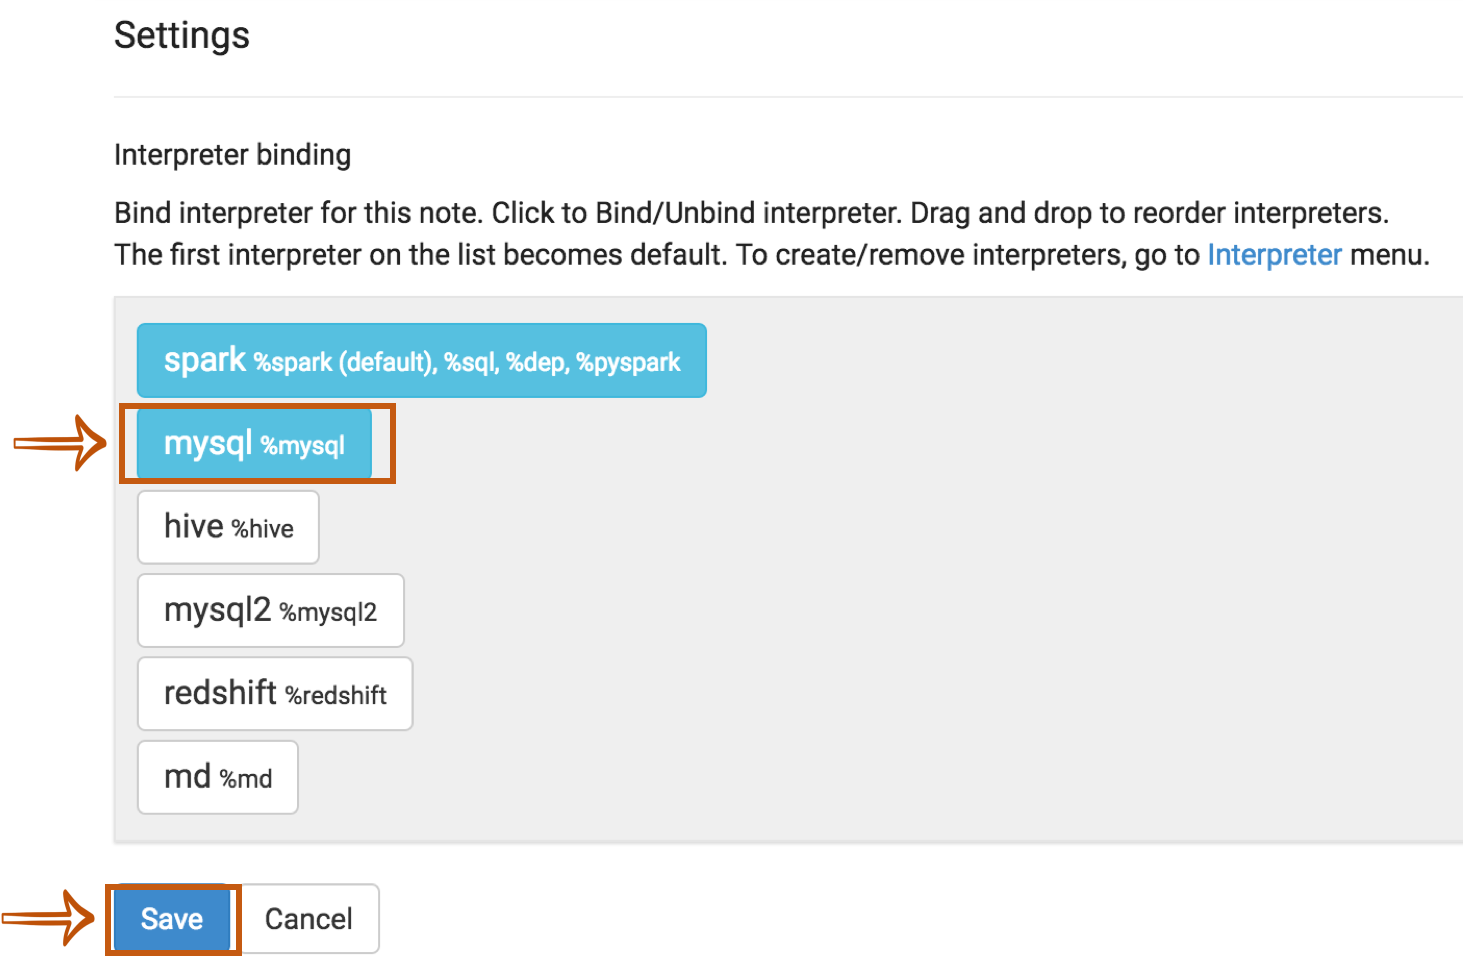 Settings
Interpreter binding
Bind interpreter for this note. Click to Bind/Unbind interpreter. Drag and drop to reorder interpreters.
The first interpreter on the list becomes default. To create/remove interpreters, go to Interpreter menu.
spark %spark (default), %sql, %dep, %pyspark
mysql %mysql
hive %hive
mysql2 %mysql2
redshift %redshift
md %md
Save Cancel